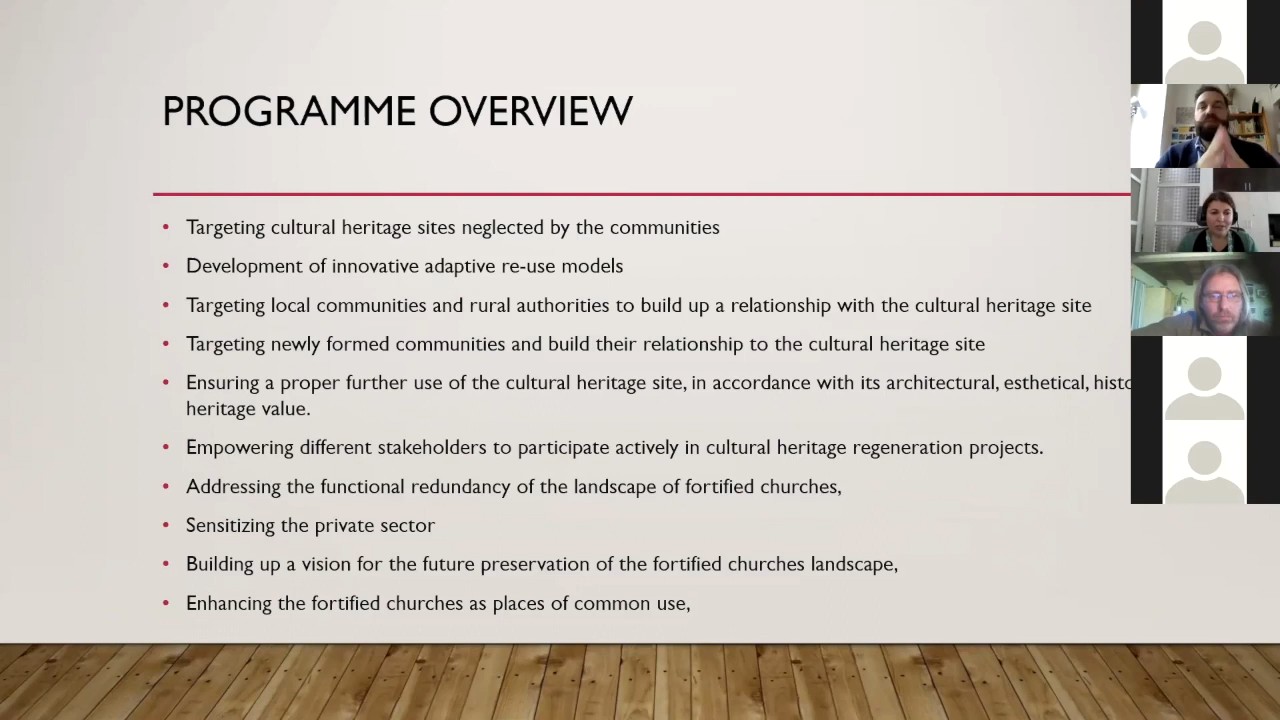 PROGRAMME OVERVIEW
• Targeting cultural heritage sites neglected by the communities
• Development of innovative adaptive re-use models
• Targeting local communities and rural authorities to build up a relationship with the cultural heritage site
• Targeting newly formed communities and build their relationship to the cultural heritage site
• Ensuring a proper further use of the cultural heritage site, in accordance with its architectural, esthetical,
heritage value.
• Empowering different stakeholders to participate actively in cultural heritage regeneration projects.
• Addressing the functional redundancy of the landscape of fortified churches,
• Sensitizing the private sector
• Building up a vision for the future preservation of the fortified churches landscape,
• Enhancing the fortified churches as places of common use,